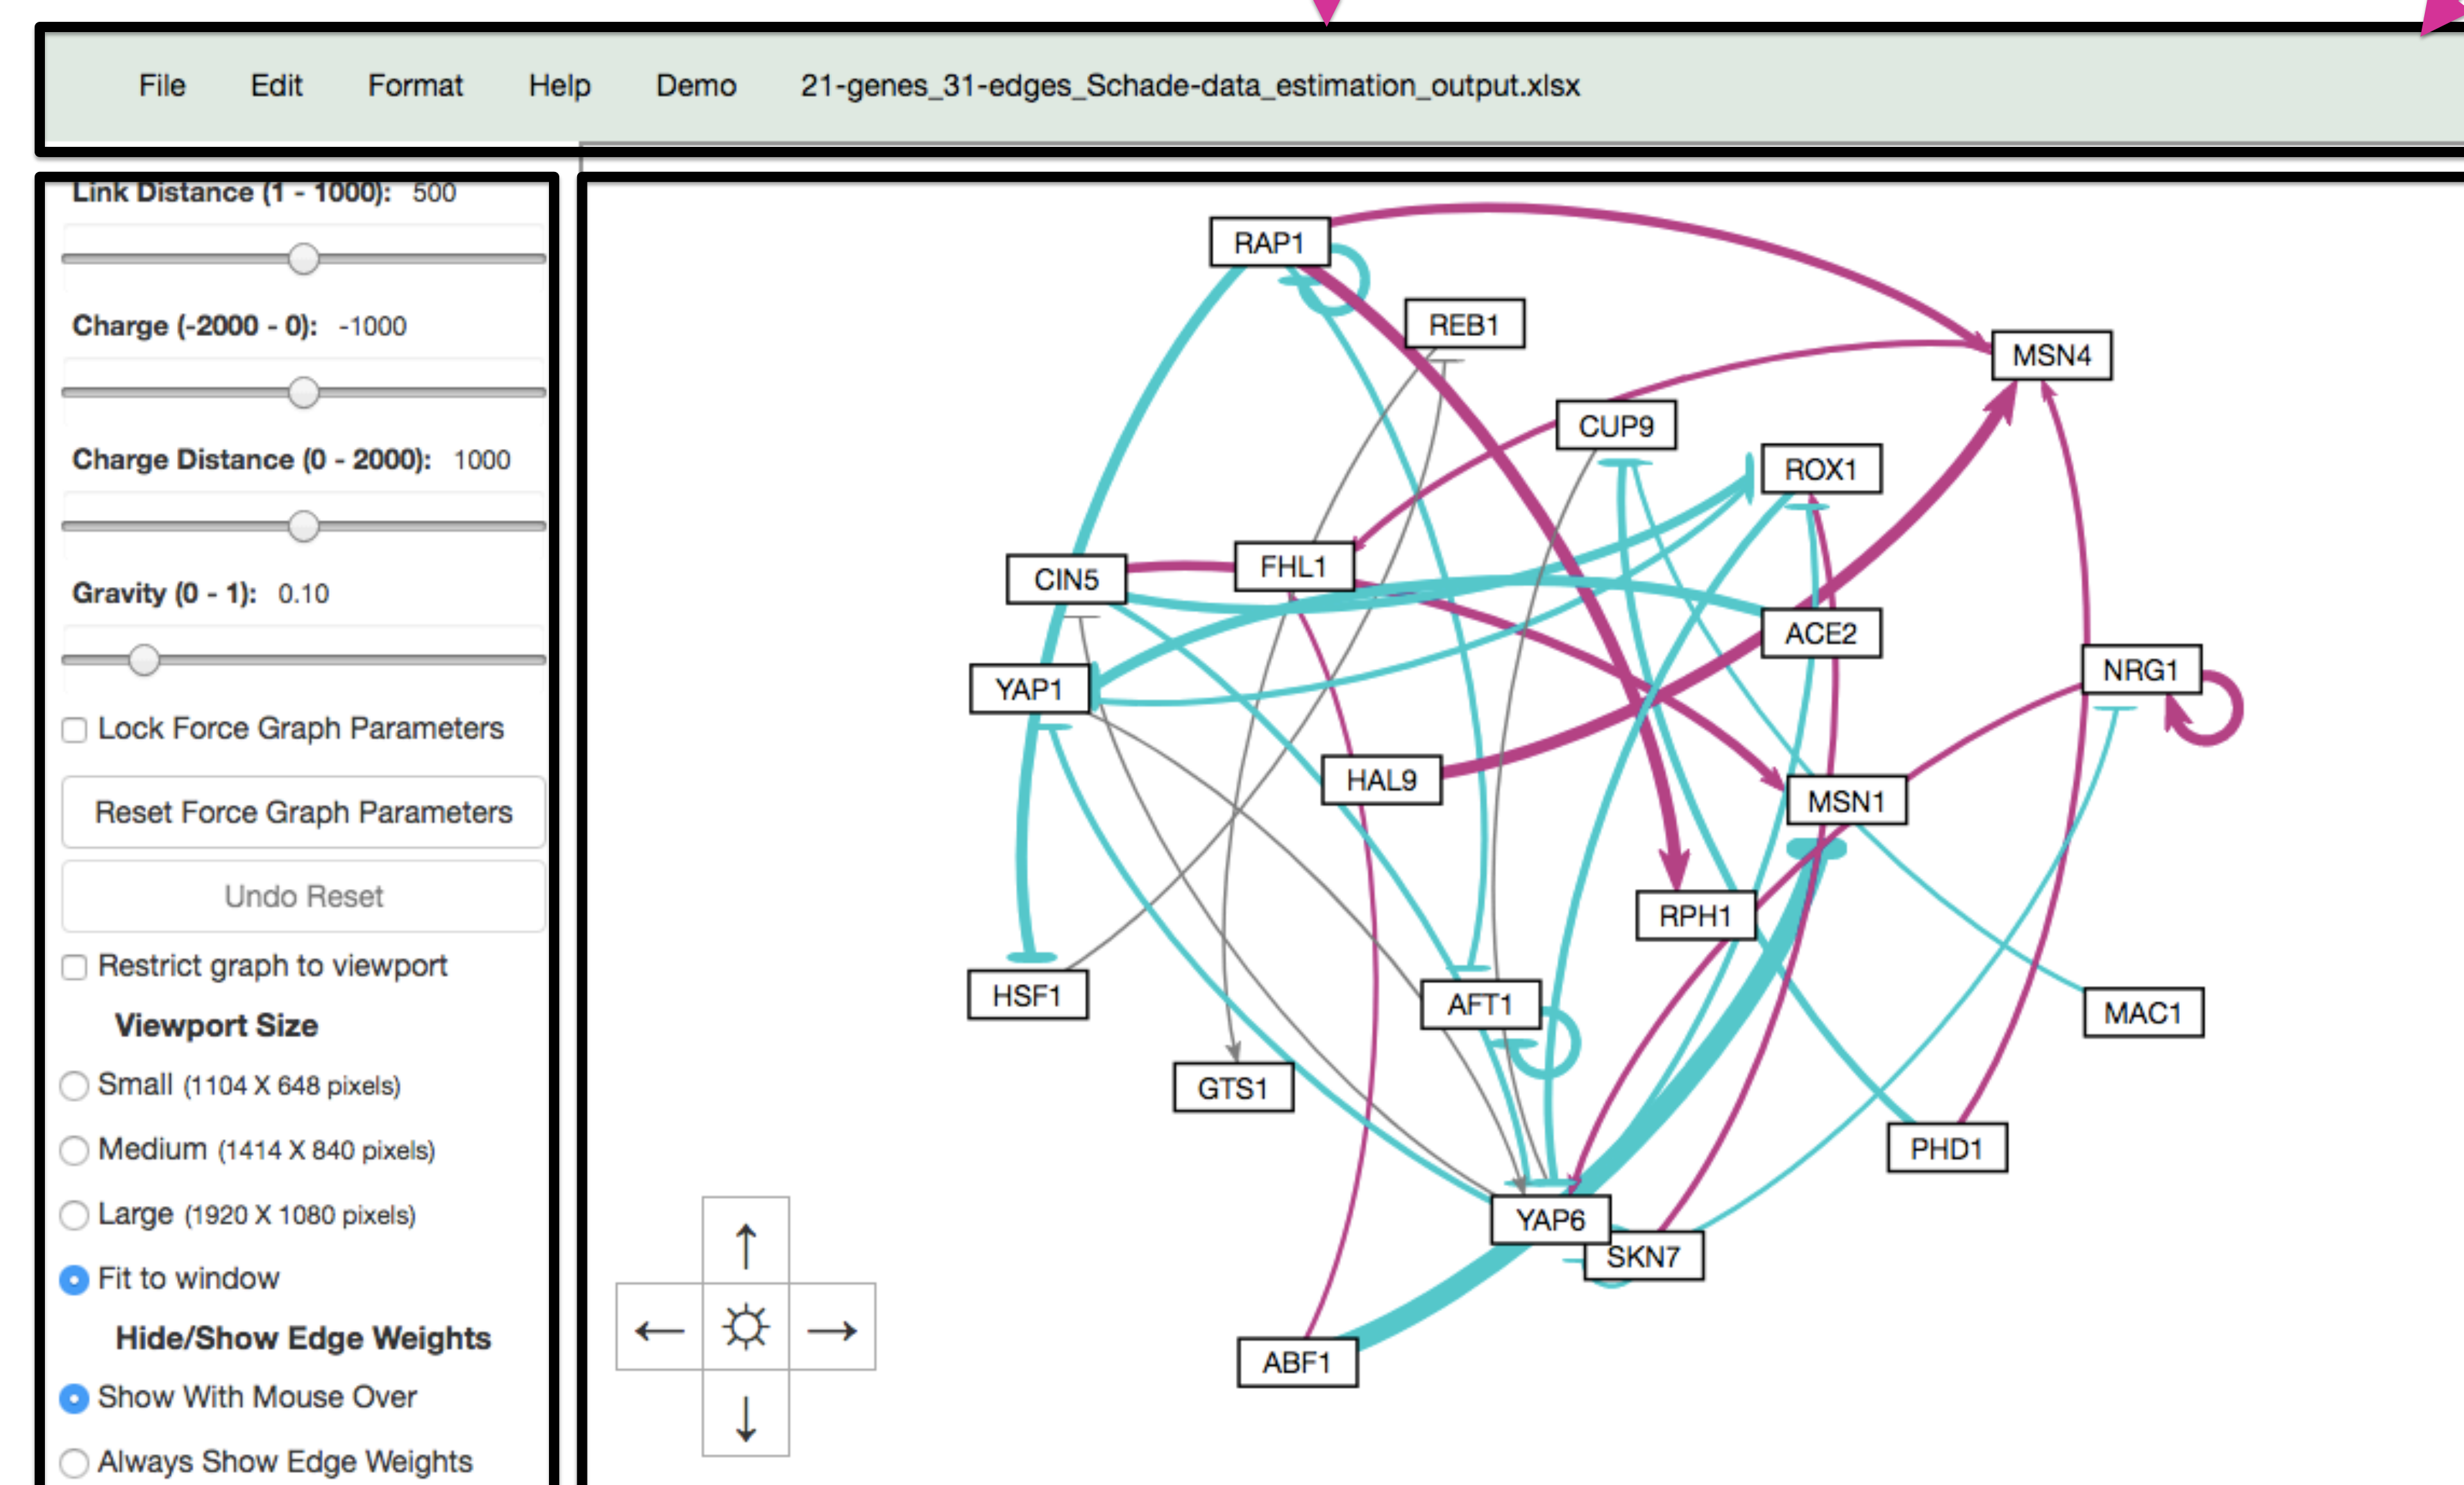 File Edit Format Help Demo 21-genes_31-edges_Schade-data_estimation_output.xlsx
Link Distance (1 - 1000): 500
Charge (-2000 - 0): -1000
Charge Distance (0 - 2000): 1000
Gravity (0 - 1): 0.10
Lock Force Graph Parameters
Reset Force Graph Parameters
Undo Reset
Restrict graph to viewport
Viewport Size
Small (1104 X 648 pixels)
Medium (1414 X 840 pixels)
Large (1920 X 1080 pixels)
Fit to window
Hide/Show Edge Weights
Show With Mouse Over
Always Show Edge Weights
RAP1
REB1
MSN4
CUP9
ROX1
FHL1
CIN5
ACE2
NRG1
YAP1
HAL9
MSN1
RPH1
HSF1
AFT1
MAC1
GTS1
PHD1
YAP6
SKN7
ABF1